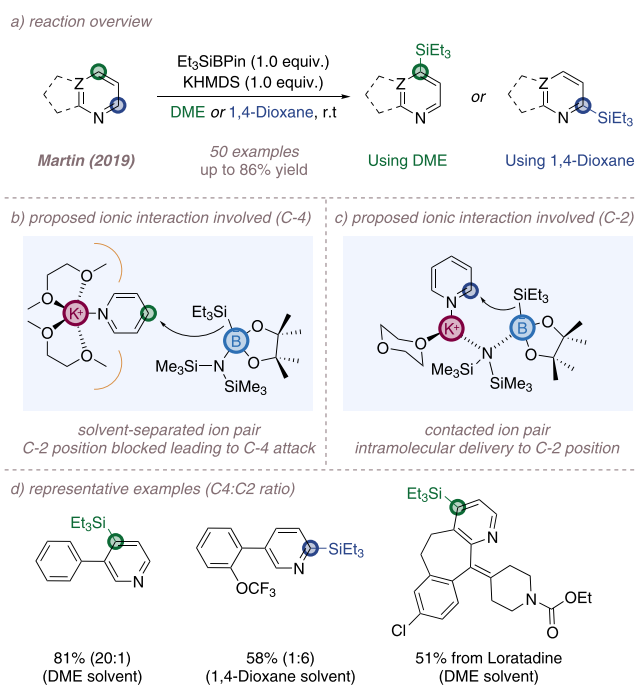 a) reaction overview
Et3SiBPin (1.0 equiv.)
KHMDS (1.0 equiv.)
DME or 1,4-Dioxane, r.t
50 examples
up to 86% yield
Z
N
Martin (2019)
SiEt3
Z
N
Using DME
or
Z
N
SiEt3
Using 1,4-Dioxane
b) proposed ionic interaction involved (C-4)
O
O
K+
N
O
O
Et3Si
B
O
O
N
Me3Si
SiMe3
solvent-separated ion pair
C-2 position blocked leading to C-4 attack
c) proposed ionic interaction involved (C-2)
N
K+
O
O
SiEt3
B
O
O
N
Me3Si
SiMe3
contacted ion pair
intramolecular delivery to C-2 position
d) representative examples (C4:C2 ratio)
Et3Si
N
81% (20:1)
(DME solvent)
N
SiEt3
OCF3
58% (1:6)
(1,4-Dioxane solvent)
Et3Si
N
Cl
N
OEt
O
51% from Loratadine
(DME solvent)